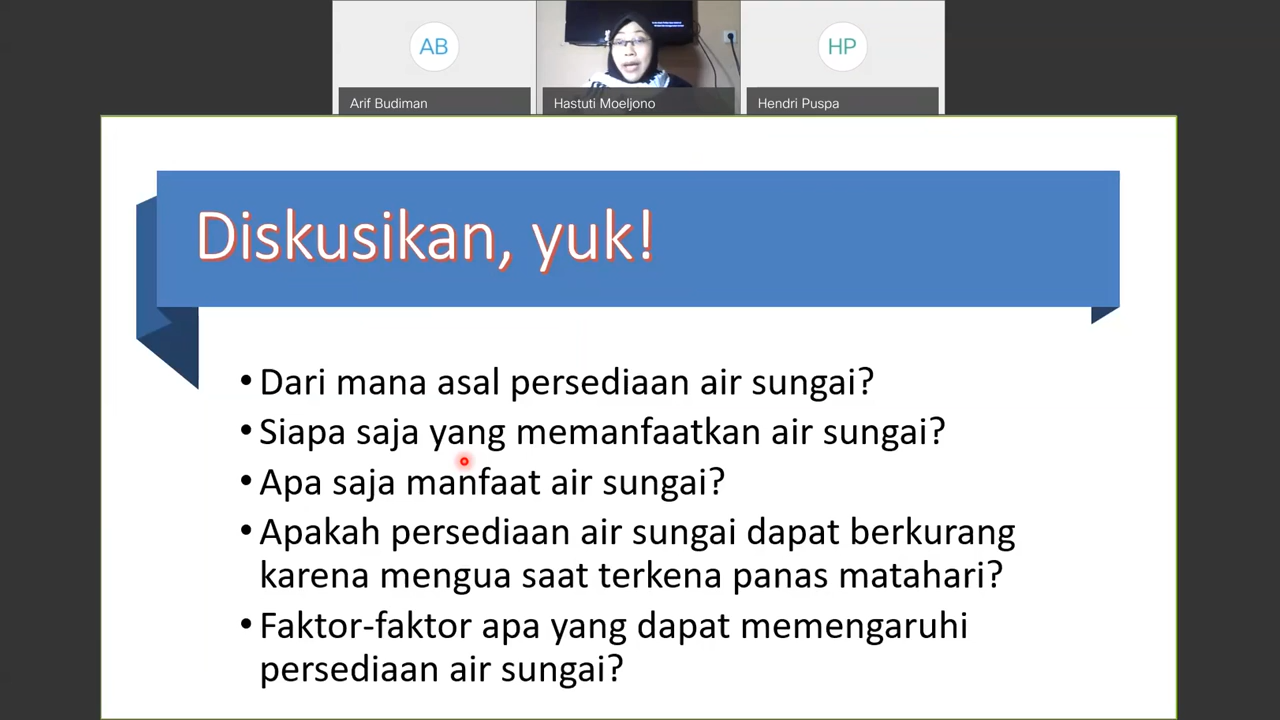 AB
HP
Arif Budiman
Hastuti Moeljono
Hendri Puspa
Diskusikan, yuk!
•Dari mana asal persediaan air sungai?
•Siapa saja yang memanfaatkan air sungai?
•Apa saja manfaat air sungai?
•Apakah persediaan air sungai dapat berkurang
karena mengua saat terkena panas matahari?
•Faktor-faktor apa yang dapat memengaruhi
persediaan air sungai?